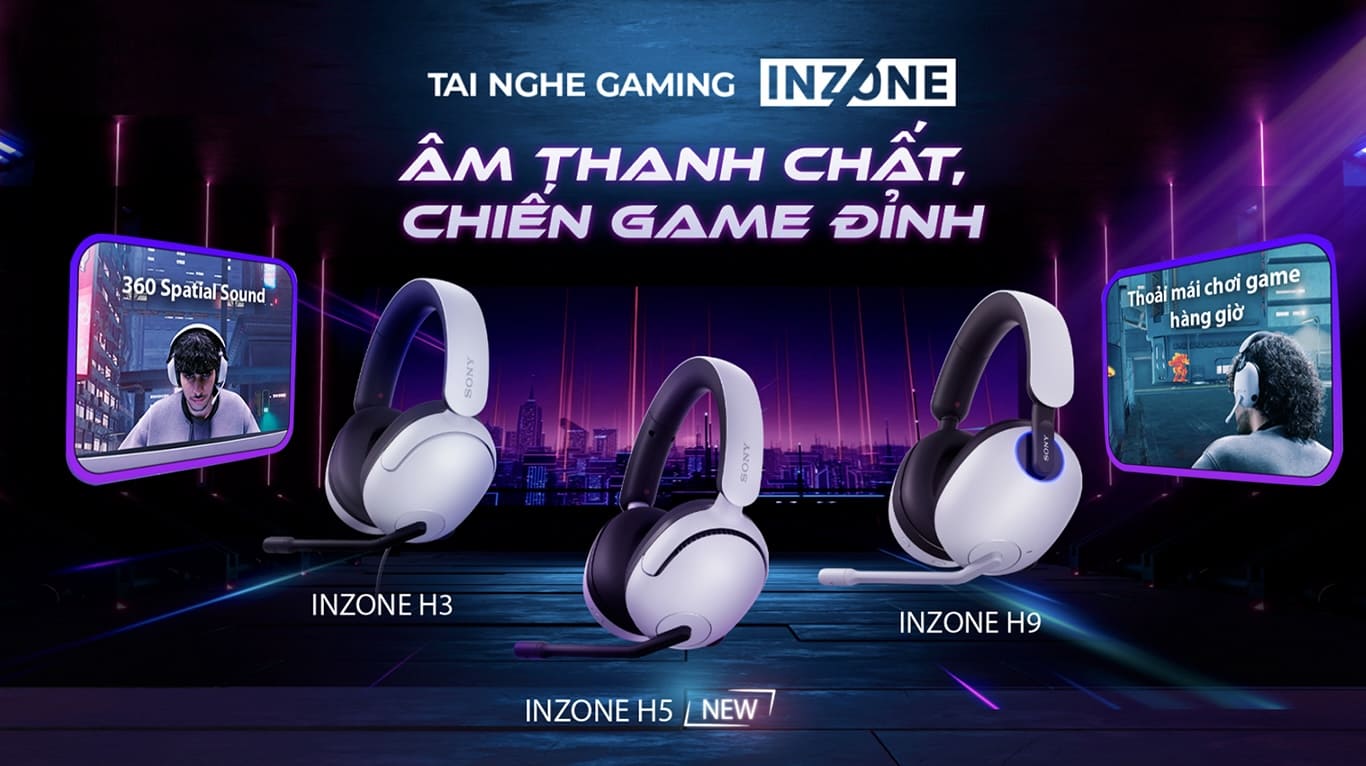 TAI NGHE GAMING INZONE
ÂM THANH CHẤT,
CHIẾN GAME ĐỈNH
360 Spatial Sound
Thoải mái chơi game
hàng giờ
SONY
SONY
SONY
INZONE H3
INZONE H9
INZONE H5 NEW